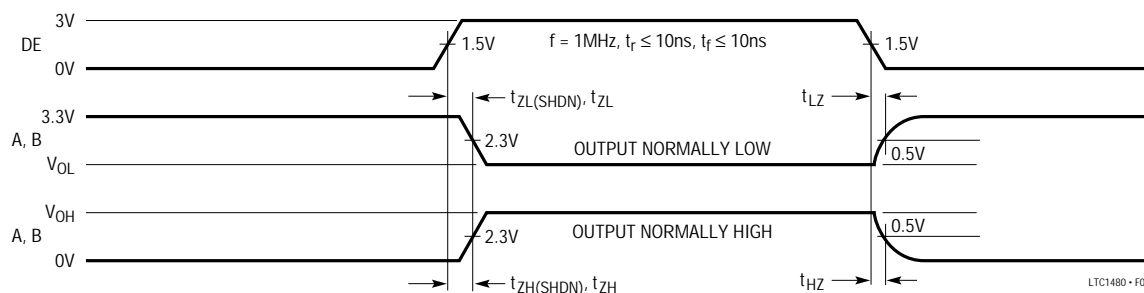 3V
DE
1.5V
f = 1MHz, tr ≤ 10ns, tf ≤ 10ns
1.5V
0V
tZL(SHDN), tZL
tLZ
3.3V
A, B
2.3V
OUTPUT NORMALLY LOW
0.5V
VOL
VOH
A, B
2.3V
OUTPUT NORMALLY HIGH
0.5V
0V
tZH(SHDN), tZH
tHZ
LTC1480 • F0